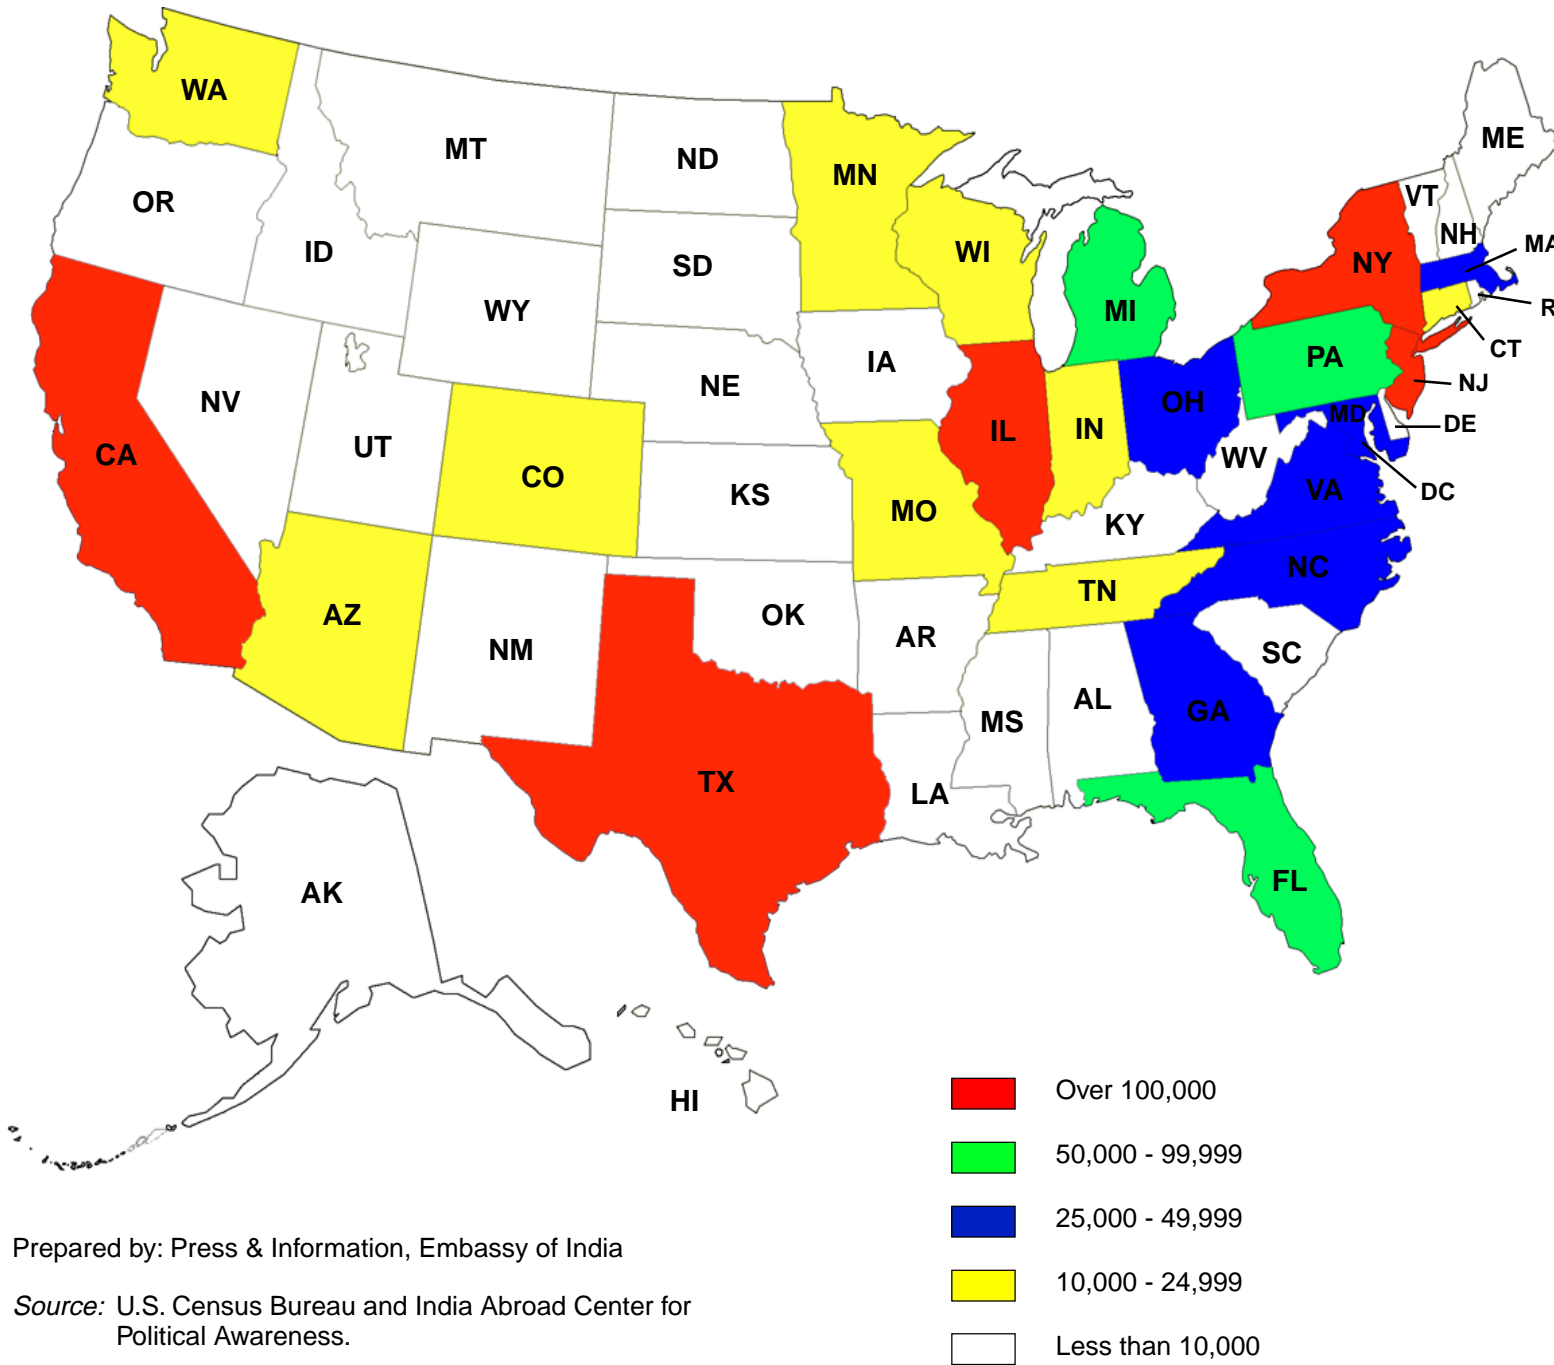 WA
MT
ND
MN
ME
OR
ID
SD
WI
VT
NH
MA
NY
WY
MI
R
CT
IA
PA
NE
NJ
NV
OH
MD
DE
UT
IL
IN
CA
CO
KS
WV
VA
DC
MO
KY
NC
TN
AZ
OK
AR
NM
SC
AL
GA
MS
TX
LA
FL
AK
HI
Over 100,000
50,000 - 99,999
25,000 - 49,999
10,000 - 24,999
Less than 10,000
Prepared by: Press & Information, Embassy of India
Source: U.S. Census Bureau and India Abroad Center for
Political Awareness.